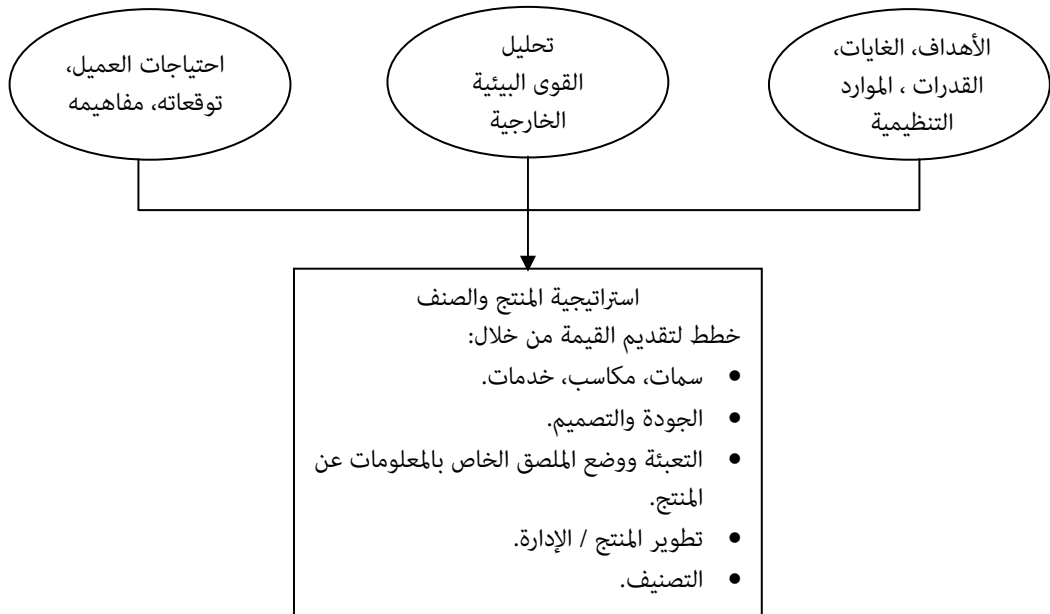 الأهداف، الغايات،
القدرات ، الموارد
التنظيمية
تحليل
القوى البيئية
الخارجية
احتياجات العميل،
توقعاته، مفاهيمه
استراتيجية المنتج والصنف
خطط لتقديم القيمة من خلال:
• سمات، مكاسب، خدمات.
• الجودة والتصميم.
• التعبئة ووضع الملصق الخاص بالمعلومات عن
المنتج.
• تطوير المنتج / الإدارة.
• التصنيف.